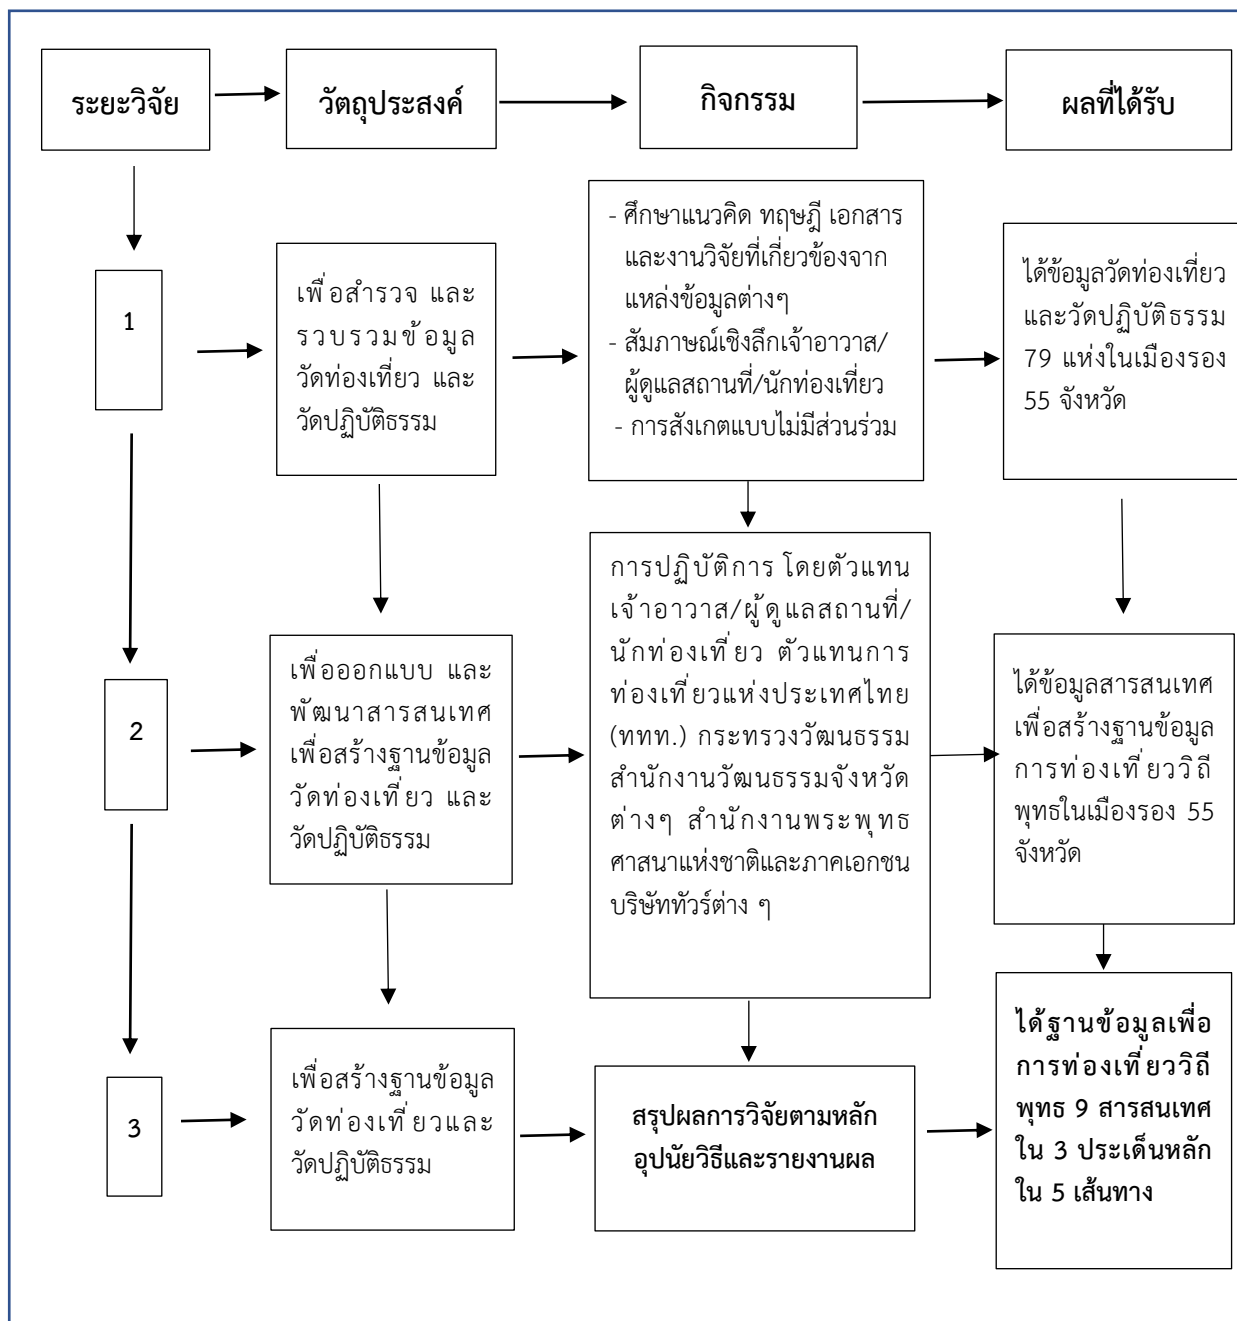 ระยะวิจัย
วัตถุประสงค์
กิจกรรม
ผลที่ได้รับ
1
เพื่อสำรวจ และ
รวบรวมข้อมูล
วัดท่องเที่ยว และ
วัดปฏิบัติธรรม
- ศึกษาแนวคิด ทฤษฎี เอกสาร
และงานวิจัยที่เกี่ยวข้องจาก
แหล่งข้อมูลต่างๆ
- สัมภาษณ์เชิงลึกเจ้าอาวาส/
ผู้ดูแลสถานที่/นักท่องเที่ยว
- การสังเกตแบบไม่มีส่วนร่วม
ได้ข้อมูลวัดท่องเที่ยว
และวัดปฏิบัติธรรม
79 แห่งในเมืองรอง
55 จังหวัด
2
เพื่อออกแบบ และ
พัฒนาสารสนเทศ
เพื่อสร้างฐานข้อมูล
วัดท่องเที่ยว และ
วัดปฏิบัติธรรม
การปฏิบัติการ โดยตัวแทน
เจ้าอาวาส/ผู้ดูแลสถานที่/
นักท่องเที่ยว ตัวแทนการ
ท่องเที่ยวแห่งประเทศไทย
(ททท.) กระทรวงวัฒนธรรม
สำนักงานวัฒนธรรมจังหวัด
ต่างๆ สำนักงานพระพุทธ
ศาสนาแห่งชาติและภาคเอกชน
บริษัททัวร์ต่าง ๆ
ได้ข้อมูลสารสนเทศ
เพื่อสร้างฐานข้อมูล
การท่องเที่ยววิถี
พุทธในเมืองรอง 55
จังหวัด
3
เพื่อสร้างฐานข้อมูล
วัดท่องเที่ยวและ
วัดปฏิบัติธรรม
สรุปผลการวิจัยตามหลัก
อุปนัยวิธีและรายงานผล
ได้ฐานข้อมูลเพื่อ
การท่องเที่ยววิถี
พุทธ 9 สารสนเทศ
ใน 3 ประเด็นหลัก
ใน 5 เส้นทาง